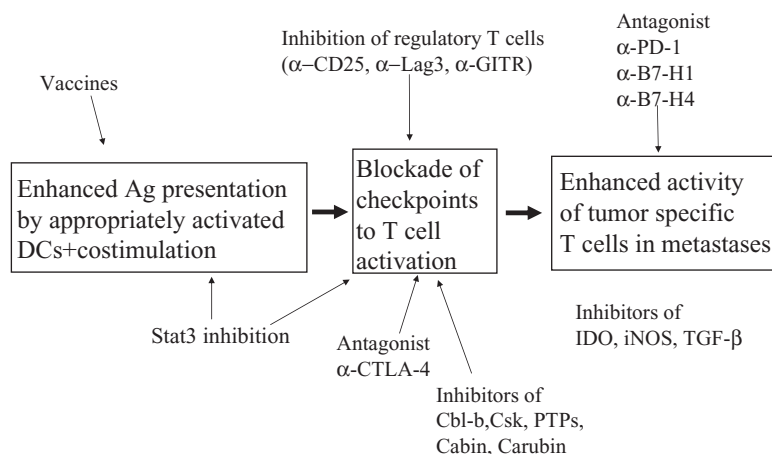 Inhibition of regulatory T cells
(α−CD25, α−Lag3, α-GITR)
Antagonist
α-PD-1
α-B7-H1
α-B7-H4
Vaccines
Enhanced Ag presentation
by appropriately activated
DCs+costimulation
Blockade of
checkpoints
to T cell
activation
Enhanced activity
of tumor specific
T cells in metastases
Stat3 inhibition
Antagonist
α-CTLA-4
Inhibitors of
Cbl-b,Csk, PTPs,
Cabin, Carubin
Inhibitors of
IDO, iNOS, TGF-β